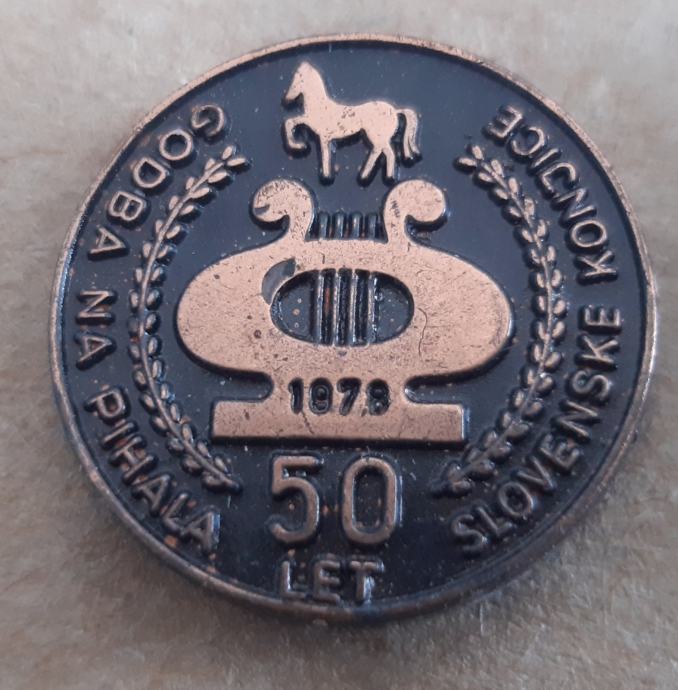 GODBA NA PIHALA
SLOVENSKE KONJICE
1978
50
LET